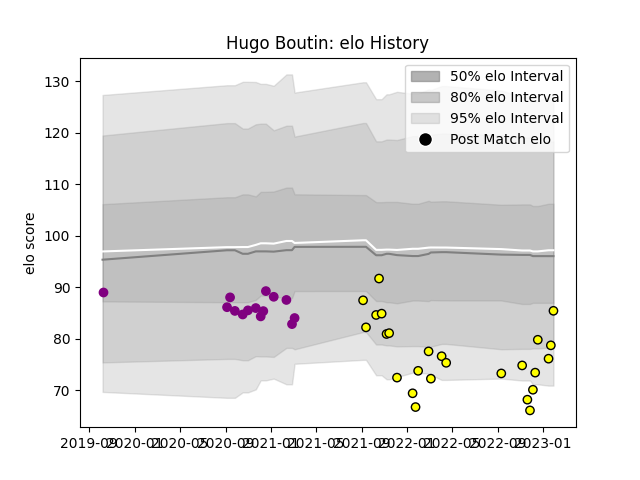 Hugo Boutin: elo History
50% elo Interval
80% elo Interval
95% elo Interval
Post Match elo
elo score
130
120
110
100
90
80
70
2019-09 2020-01 2020-05 2020-09 2021-01 2021-05 2021-09 2022-01 2022-05 2022-09 2023-01